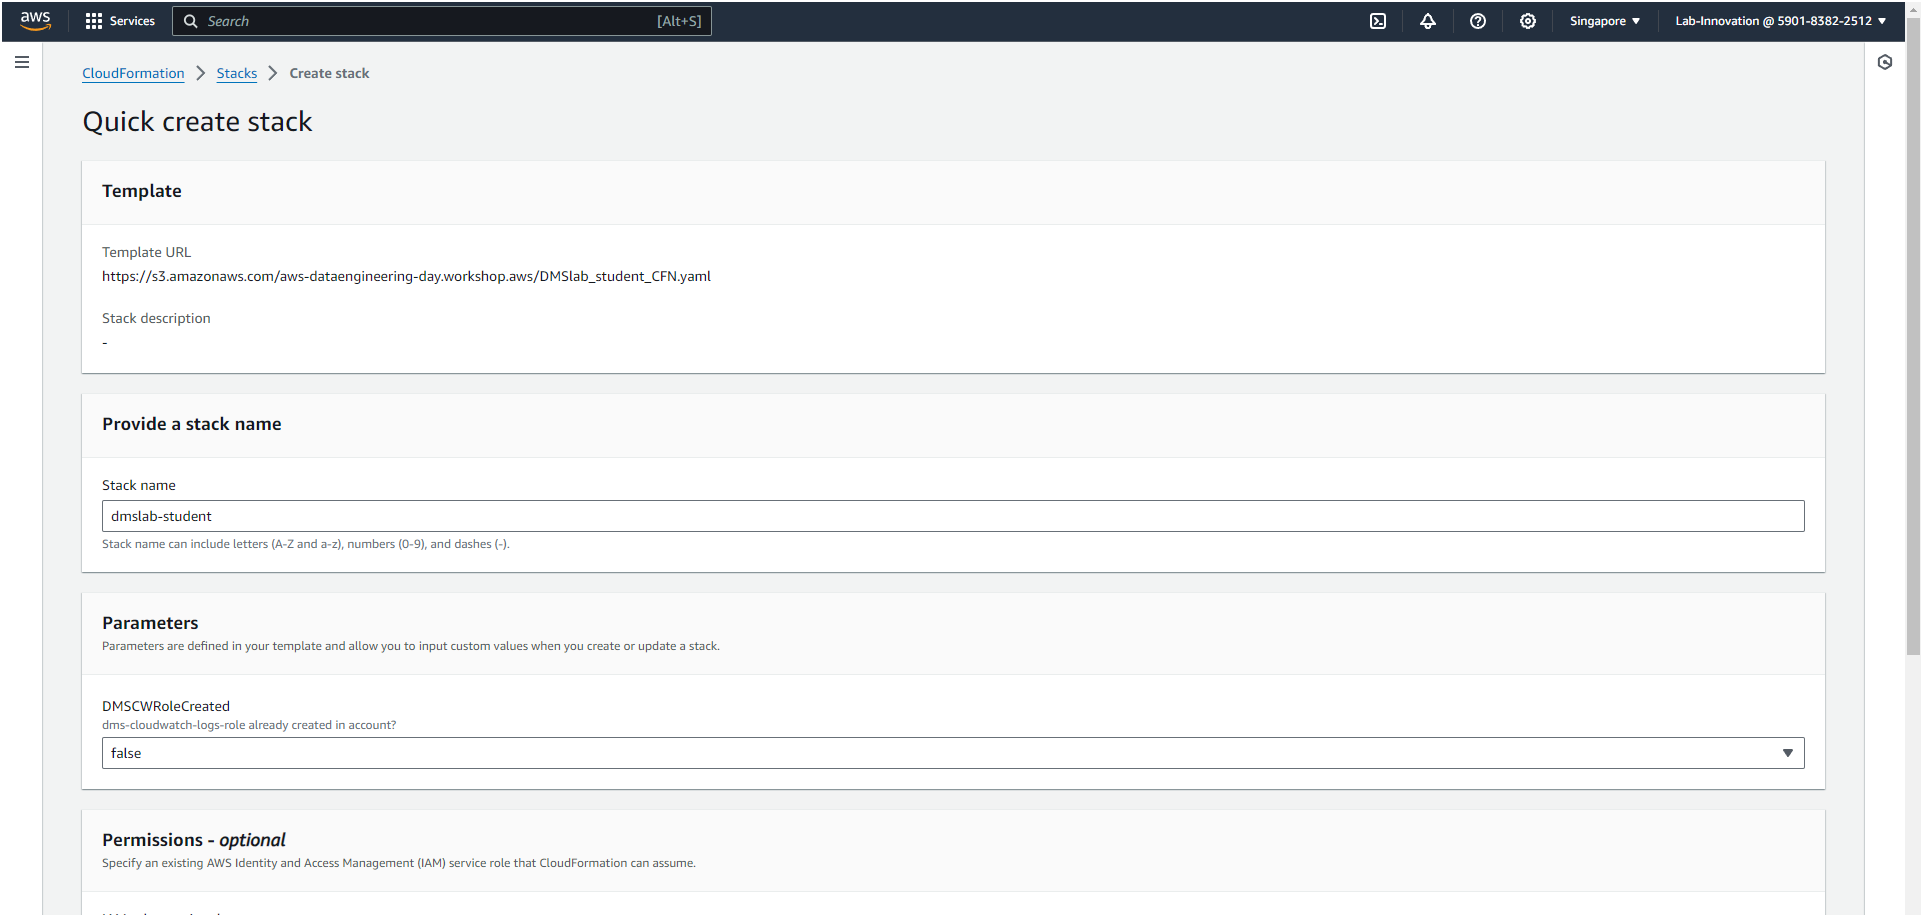 aws
Services
Search
[Alt+S]
Singapore
Lab-Innovation @ 5901-8382-2512
CloudFormation
Stacks
Create stack
Quick create stack
Template
Template URL
https://s3.amazonaws.com/aws-dataengineering-day.workshop.aws/DMSlab_student_CFN.yaml
Stack description
-
Provide a stack name
Stack name
dmslab-student
Stack name can include letters (A-Z and a-z), numbers (0-9), and dashes (-).
Parameters
Parameters are defined in your template and allow you to input custom values when you create or update a stack.
DMSCWRoleCreated
dms-cloudwatch-logs-role already created in account?
false
Permissions - optional
Specify an existing AWS Identity and Access Management (IAM) service role that CloudFormation can assume.